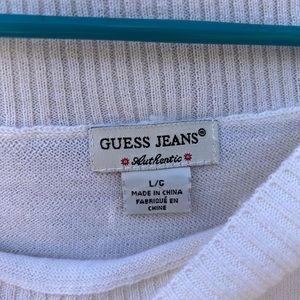 GUESS JEANS®
Authentic
L/G
MADE IN CHINA
FABRIQUÉ EN
CHINE